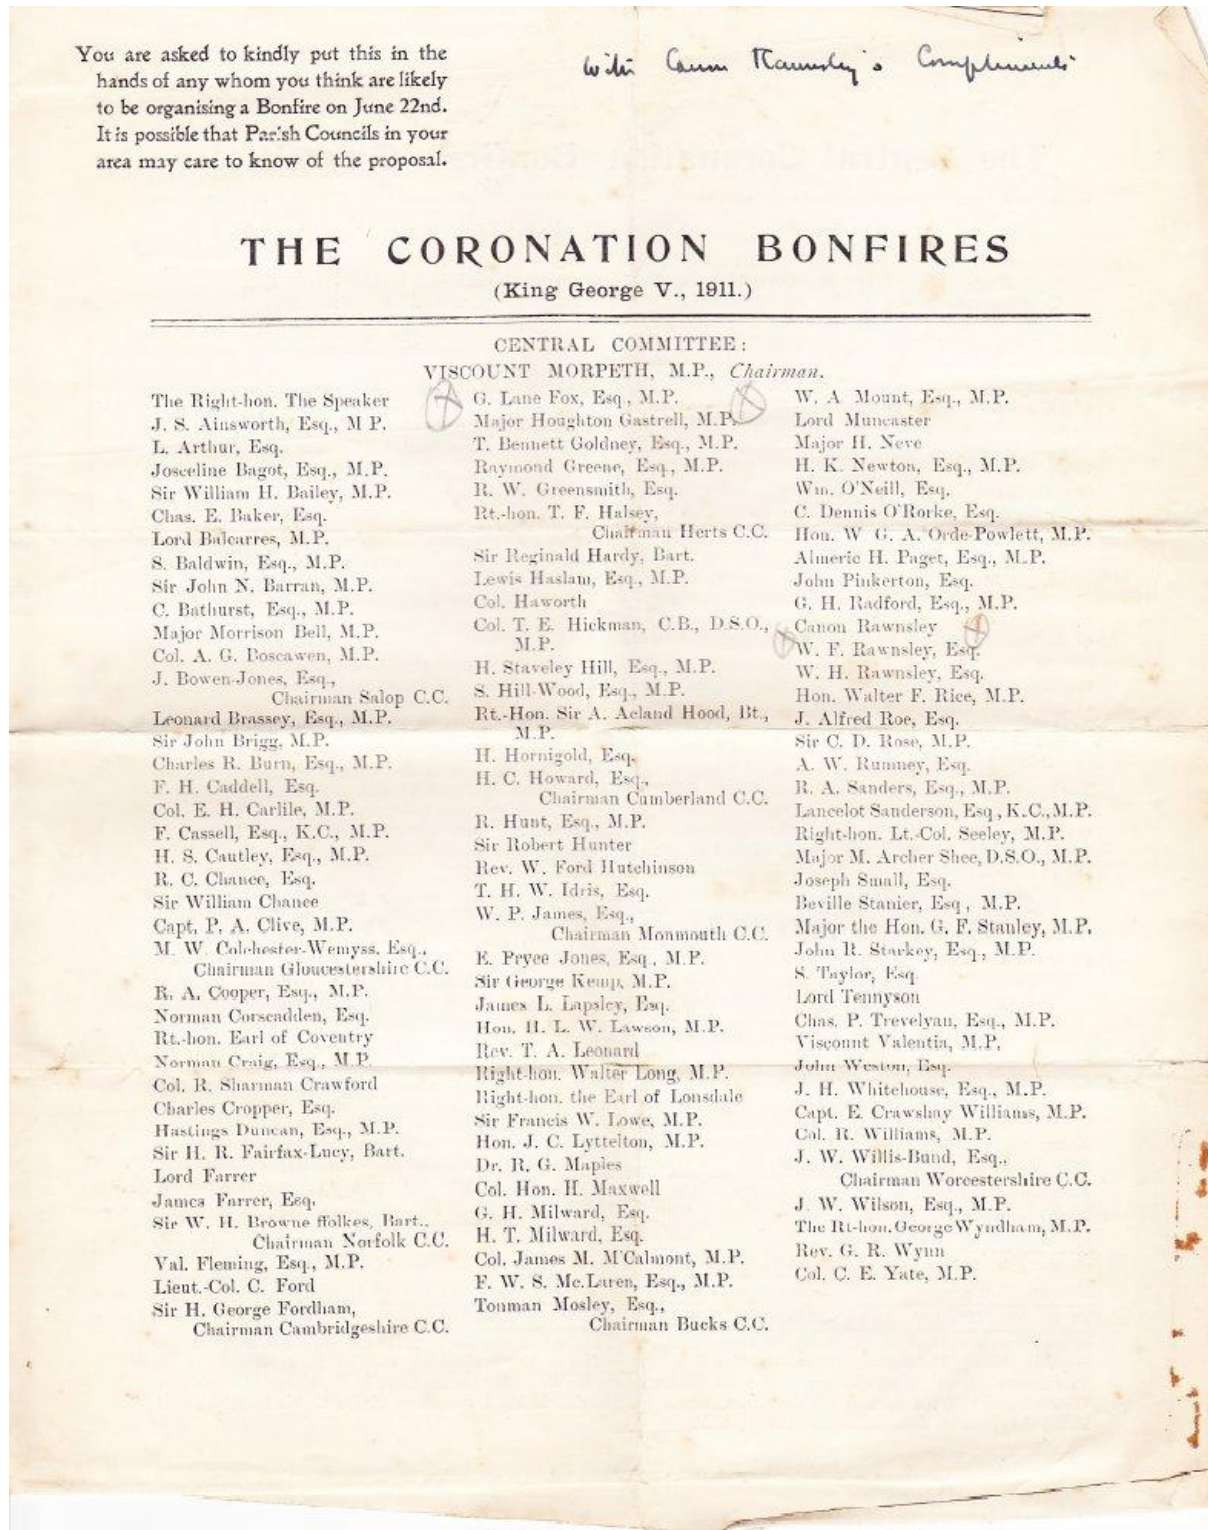 You are asked to kindly put this in the
hands of any whom you think are likely
to be organising a Bonfire on June 22nd.
It is possible that Parish Councils in your
area may care to know of the proposal.
With Canon Rawnsley's Compliments
THE CORONATION BONFIRES
(King George V., 1911.)
CENTRAL COMMITTEE:
VISCOUNT MORPETH, M.P., Chairman.
The Right-hon. The Speaker
J. S. Ainsworth, Esq., M P.
L. Arthur, Esq.
Josceline Bagot, Esq., M.P.
Sir William H. Bailey, M.P.
Chas. E. Baker, Esq.
Lord Balcarres, M.P.
S. Baldwin, Esq., M.P.
Sir John N. Barran, M.P.
C. Bathurst, Esq., M.P.
Major Morrison Bell, M.P.
Col. A. G. Boscawen, M.P.
J. Bowen-Jones, Esq.,
Chairman Salop C.C.
Leonard Brassey, Esq., M.P.
Sir John Brigg, M.P.
Charles R. Burn, Esq., M.P.
F. H. Caddell, Esq.
Col. E. H. Carlile, M.P.
F. Cassell, Esq., K.C., M.P.
H. S. Cautley, Esq., M.P.
R. C. Chance, Esq.
Sir William Chance
Capt. P. A. Clive, M.P.
M. W. Colchester-Wemyss, Esq.,
Chairman Gloucestershire C.C.
R. A. Cooper, Esq., M.P.
Norman Corscadden, Esq.
Rt.-hon. Earl of Coventry
Norman Craig, Esq., M.P.
Col. R. Sharman Crawford
Charles Cropper, Esq.
Hastings Duncan, Esq., M.P.
Sir H. R. Fairfax-Lucy, Bart.
Lord Farrer
James Farrer, Esq.
Sir W. H. Browne ffolkes, Bart.,
Chairman Norfolk C.C.
Val. Fleming, Esq., M.P.
Lieut.-Col. C. Ford
Sir H. George Fordham,
Chairman Cambridgeshire C.C.
G. Lane Fox, Esq., M.P.
Major Houghton Gastrell, M.P.
T. Bennett Goldney, Esq., M.P.
Raymond Greene, Esq., M.P.
R. W. Greensmith, Esq.
Rt.-hon. T. F. Halsey,
Chairman Herts C.C.
Sir Reginald Hardy, Bart.
Lewis Haslam, Esq., M.P.
Col. Haworth
Col. T. E. Hickman, C.B., D.S.O.,
M.P.
H. Staveley Hill, Esq., M.P.
S. Hill-Wood, Esq., M.P.
Rt.-Hon. Sir A. Acland Hood, Bt.,
M.P.
H. Hornigold, Esq.
H. C. Howard, Esq.,
Chairman Cumberland C.C.
R. Hunt, Esq., M.P.
Sir Robert Hunter
Rev. W. Ford Hutchinson
T. H. W. Idris, Esq.
W. P. James, Esq.,
Chairman Monmouth C.C.
E. Pryce Jones, Esq., M.P.
Sir George Kemp, M.P.
James L. Lapsley, Esq.
Hon. H. L. W. Lawson, M.P.
Rev. T. A. Leonard
Right-hon. Walter Long, M.P.
Right-hon. the Earl of Lonsdale
Sir Francis W. Lowe, M.P.
Hon. J. C. Lyttelton, M.P.
Dr. R. G. Maples
Col. Hon. H. Maxwell
G. H. Milward, Esq.
H. T. Milward, Esq.
Col. James M. M'Calmont, M.P.
F. W. S. Mc.Laren, Esq., M.P.
Tonman Mosley, Esq.,
Chairman Bucks C.C.
W. A. Mount, Esq., M.P.
Lord Muncaster
Major H. Neve
H. K. Newton, Esq., M.P.
Wm. O'Neill, Esq.
C. Dennis O'Rorke, Esq.
Hon. W G. A. Orde-Powlett, M.P.
Almeric H. Paget, Esq., M.P.
John Pinkerton, Esq.
G. H. Radford, Esq., M.P.
Canon Rawnsley
W. F. Rawnsley, Esq.
W. H. Rawnsley, Esq.
Hon. Walter F. Rice, M.P.
J. Alfred Roe, Esq.
Sir C. D. Rose, M.P.
A. W. Rumney, Esq.
R. A. Sanders, Esq., M.P.
Lancelot Sanderson, Esq., K.C., M.P.
Right-hon. Lt.-Col. Seeley, M.P.
Major M. Archer Shee, D.S.O., M.P.
Joseph Small, Esq.
Beville Stanier, Esq., M.P.
Major the Hon. G. F. Stanley, M.P.
John R. Starkey, Esq., M.P.
S. Taylor, Esq.
Lord Tennyson
Chas. P. Trevelyan, Esq., M.P.
Viscount Valentia, M.P.
John Weston, Esq.
J. H. Whitehouse, Esq., M.P.
Capt. E. Crawshay Williams, M.P.
Col. R. Williams, M.P.
J. W. Willis-Bund, Esq.,
Chairman Worcestershire C.C.
J. W. Wilson, Esq., M.P.
The Rt-hon. George Wyndham, M.P.
Rev. G. R. Wynn
Col. C. E. Yate, M.P.